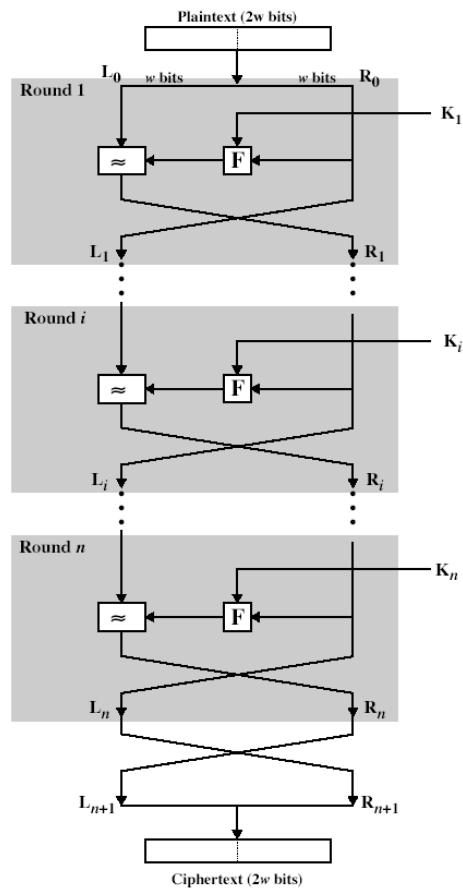 Plaintext (2w bits)
L0 w bits w bits R0
Round 1
K1
≈ F
L1 R1
Round i
Ki
≈ F
Li Ri
Round n
Kn
≈ F
Ln Rn
Ln+1 Rn+1
Ciphertext (2w bits)